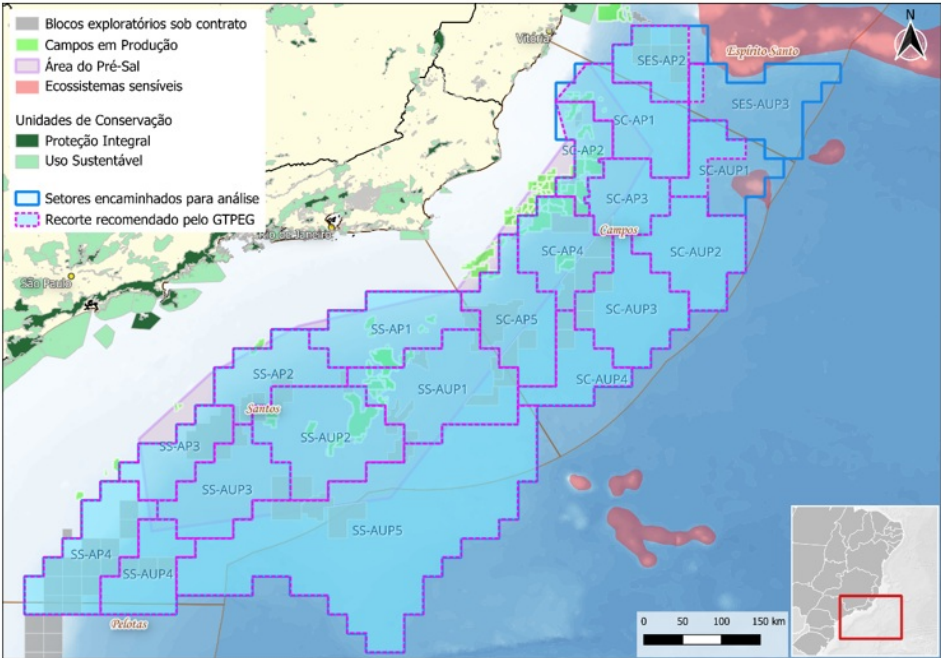 Blocos exploratórios sob contrato
Campos em Produção
Área do Pré-Sal
Ecossistemas sensíveis
Unidades de Conservação
Proteção Integral
Uso Sustentável
Setores encaminhados para análise
Recorte recomendado pelo GTPEG
N
Vitória
Espírito Santo
SES-AP2
SES-AUP3
SC-AP1
SC-AP2
SC-AUP1
SC-AP3
Campos
SC-AP4
SC-AUP2
São Paulo
SC-AUP3
SC-AP5
SS-AP1
SC-AUP4
SS-AP2
SS-AUP1
Santos
SS-AUP2
SS-AP3
SS-AUP3
SS-AUP5
SS-AP4
SS-AUP4
Pelotas
0 50 100 150 km